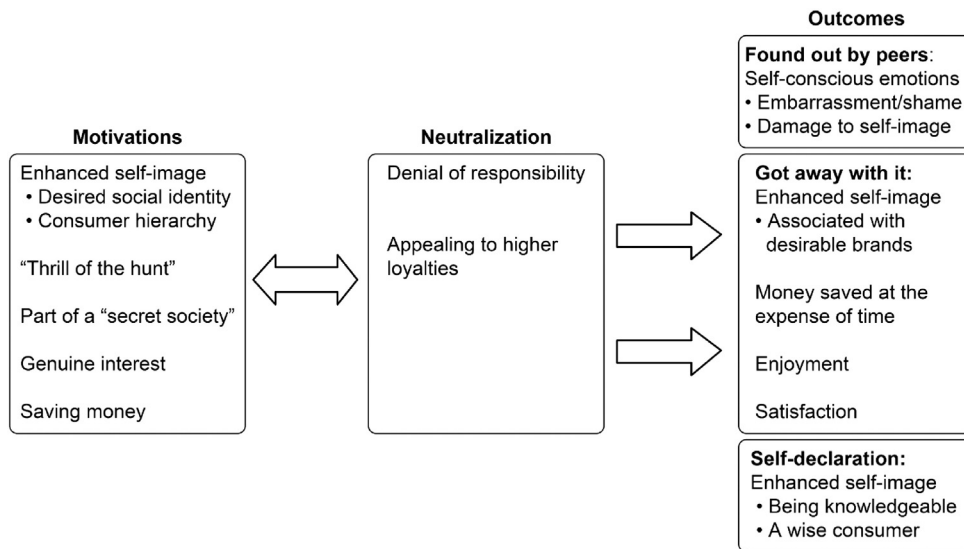 Motivations
Enhanced self-image
• Desired social identity
• Consumer hierarchy
“Thrill of the hunt”
Part of a “secret society”
Genuine interest
Saving money
Neutralization
Denial of responsibility
Appealing to higher
loyalties
Outcomes
Found out by peers:
Self-conscious emotions
• Embarrassment/shame
• Damage to self-image
Got away with it:
Enhanced self-image
• Associated with
desirable brands
Money saved at the
expense of time
Enjoyment
Satisfaction
Self-declaration:
Enhanced self-image
• Being knowledgeable
• A wise consumer